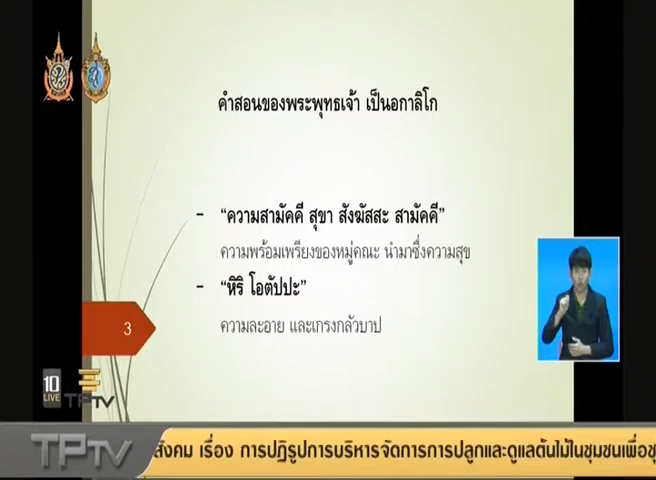 คำสอนของพระพุทธเจ้า เป็นอกาลิโก
- “ความสามัคคี สุขา สังฆัสสะ สามัคคี”
ความพร้อมเพรียงของหมู่คณะ นำมาซึ่งความสุข
- “หิริ โอตัปปะ”
ความละอาย และเกรงกลัวบาป
3
10
LIVE
TPTV
TPTV
สังคม เรื่อง การปฏิรูปการบริหารจัดการการปลูกและดูแลต้นไม้ในชุมชนเพื่อชุ